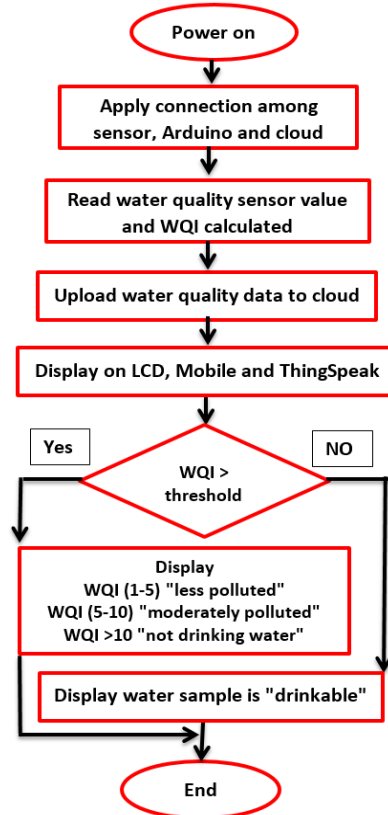 Power on
Apply connection among
sensor, Arduino and cloud
Read water quality sensor value
and WQI calculated
Upload water quality data to cloud
Display on LCD, Mobile and ThingSpeak
Yes
NO
WQI >
threshold
Display
WQI (1-5) "less polluted"
WQI (5-10) "moderately polluted"
WQI >10 "not drinking water"
Display water sample is "drinkable"
End